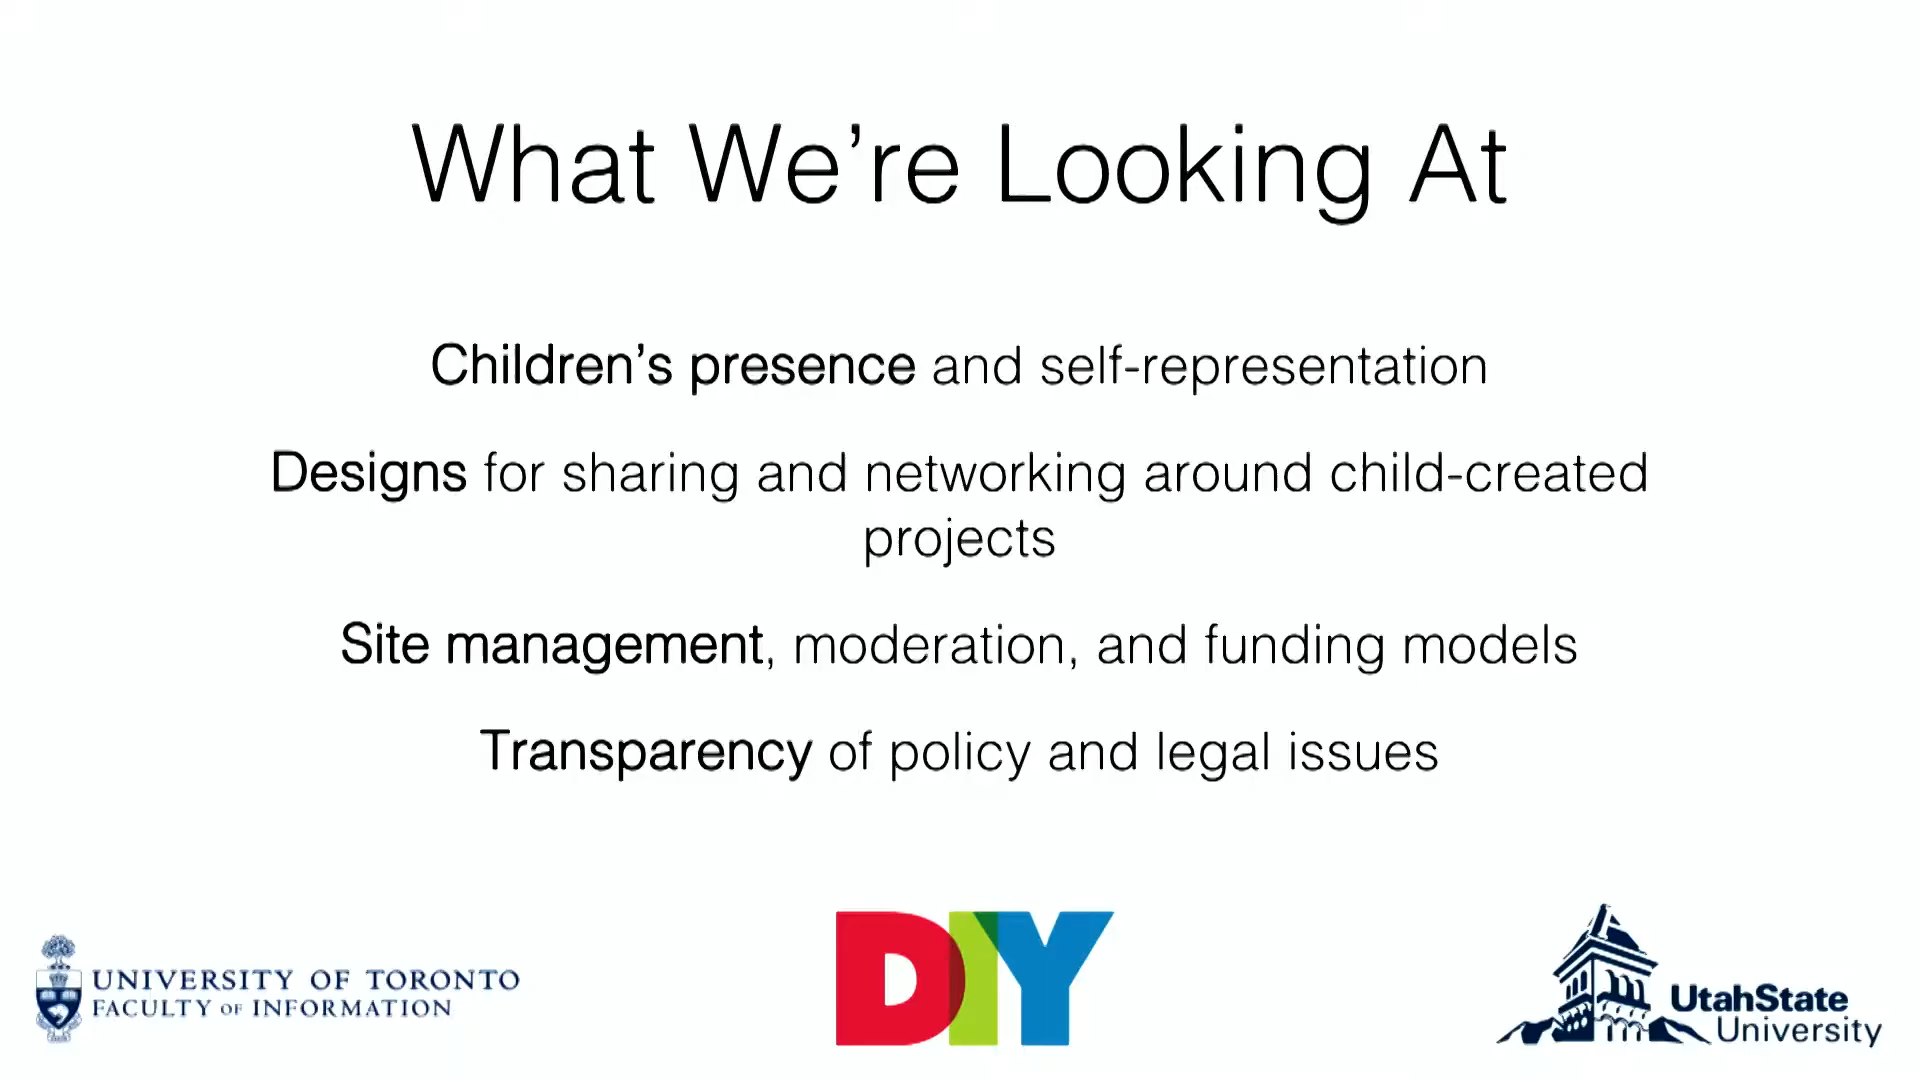 What We’re Looking At
Children’s presence and self-representation
Designs for sharing and networking around child-created
projects
Site management, moderation, and funding models
Transparency of policy and legal issues
UNIVERSITY OF TORONTO
FACULTY OF INFORMATION
DIY
UtahState
University